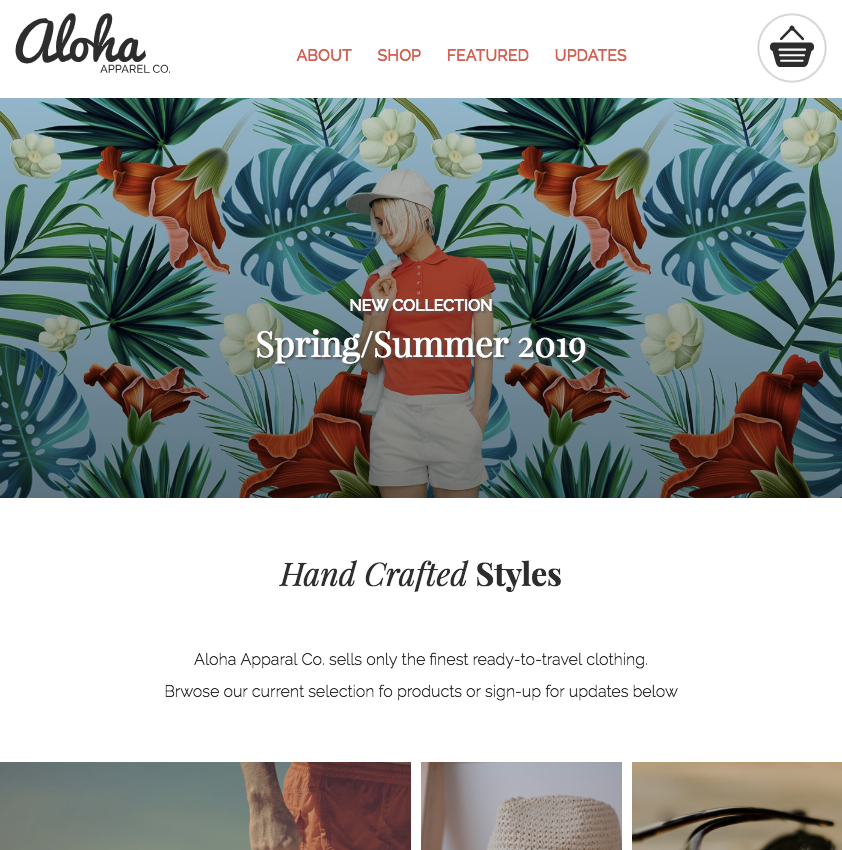 Aloha
APPAREL CO.
ABOUT SHOP FEATURED UPDATES
NEW COLLECTION
Spring/Summer 2019
Hand Crafted Styles
Aloha Apparal Co. sells only the finest ready-to-travel clothing.
Brwose our current selection fo products or sign-up for updates below